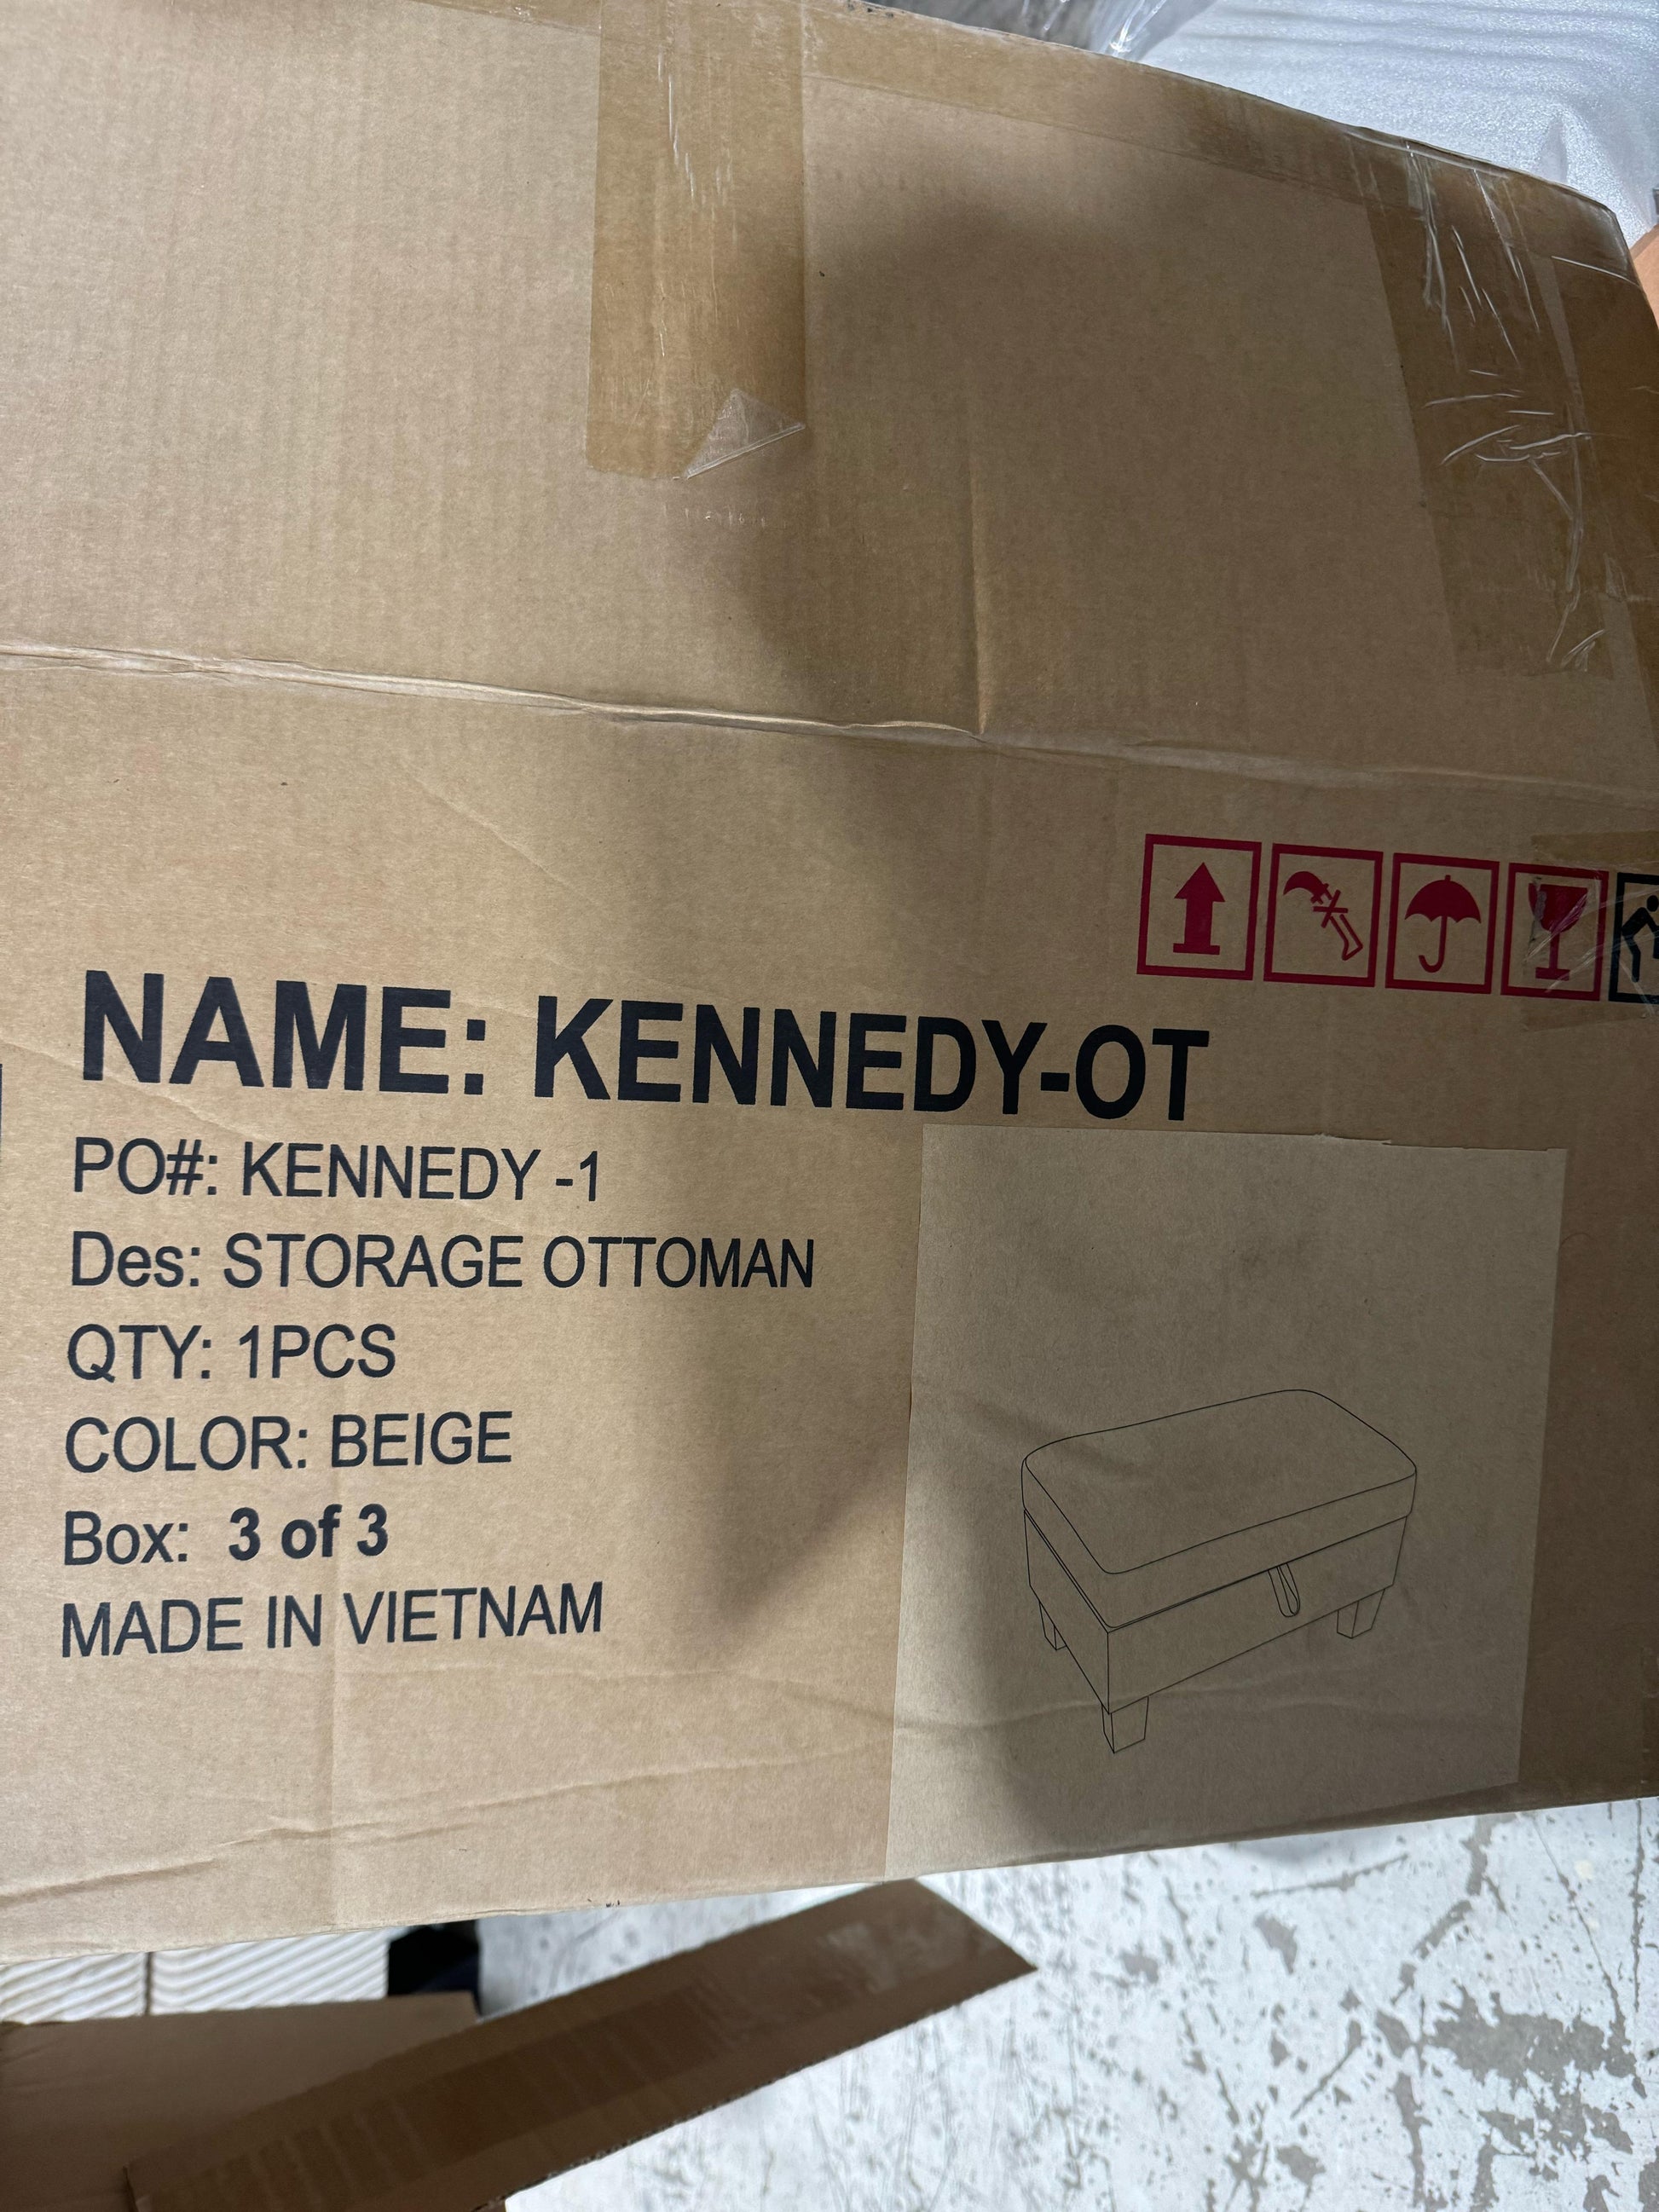 NAME: KENNEDY-OT
PO#: KENNEDY -1
Des: STORAGE OTTOMAN
QTY: 1PCS
COLOR: BEIGE
Box: 3 of 3
MADE IN VIETNAM